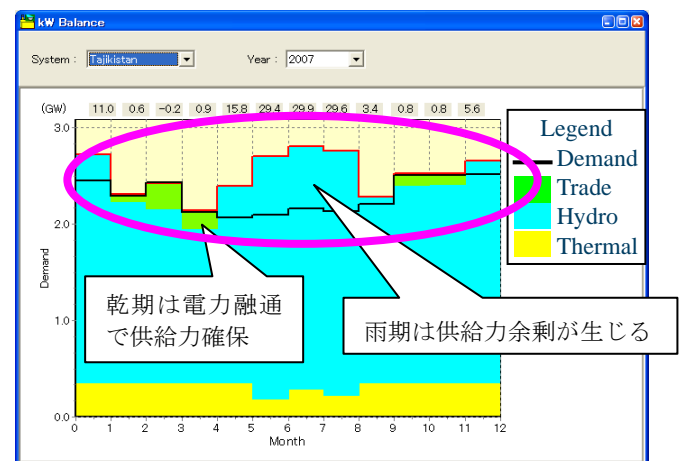 kW Balance
System : Tajikistan Year : 2007
(GW) 11.0 0.6 -0.2 0.9 15.8 29.4 29.9 29.6 3.4 0.8 0.8 5.6
3.0
2.0
1.0
0.0
Demand
0 1 2 3 4 5 6 7 8 9 10 11 12
Month
Legend
Demand
Trade
Hydro
Thermal
乾期は電力融通
で供給力確保
雨期は供給力余剰が生じる